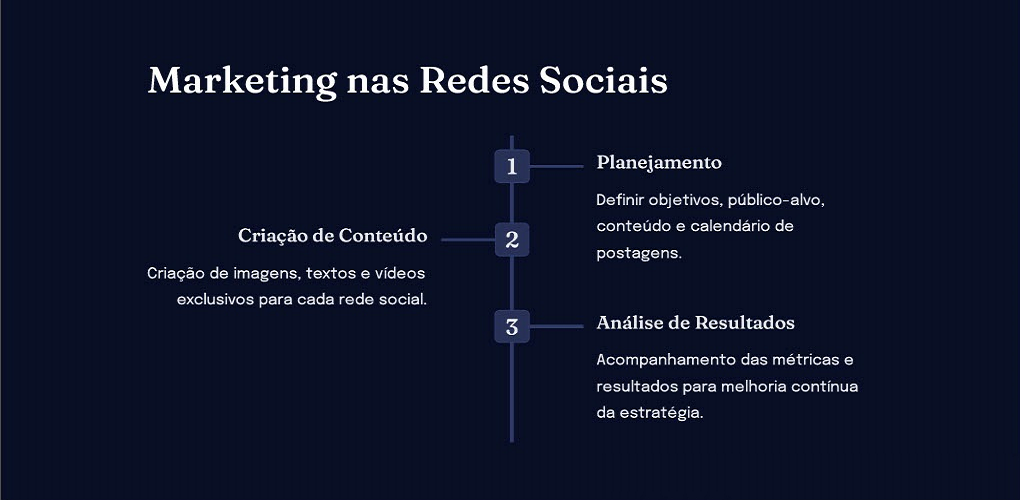 Marketing nas Redes Sociais
1
Planejamento
Definir objetivos, público-alvo,
conteúdo e calendário de
postagens.
2
Criação de Conteúdo
Criação de imagens, textos e vídeos
exclusivos para cada rede social.
3
Análise de Resultados
Acompanhamento das métricas e
resultados para melhoria contínua
da estratégia.